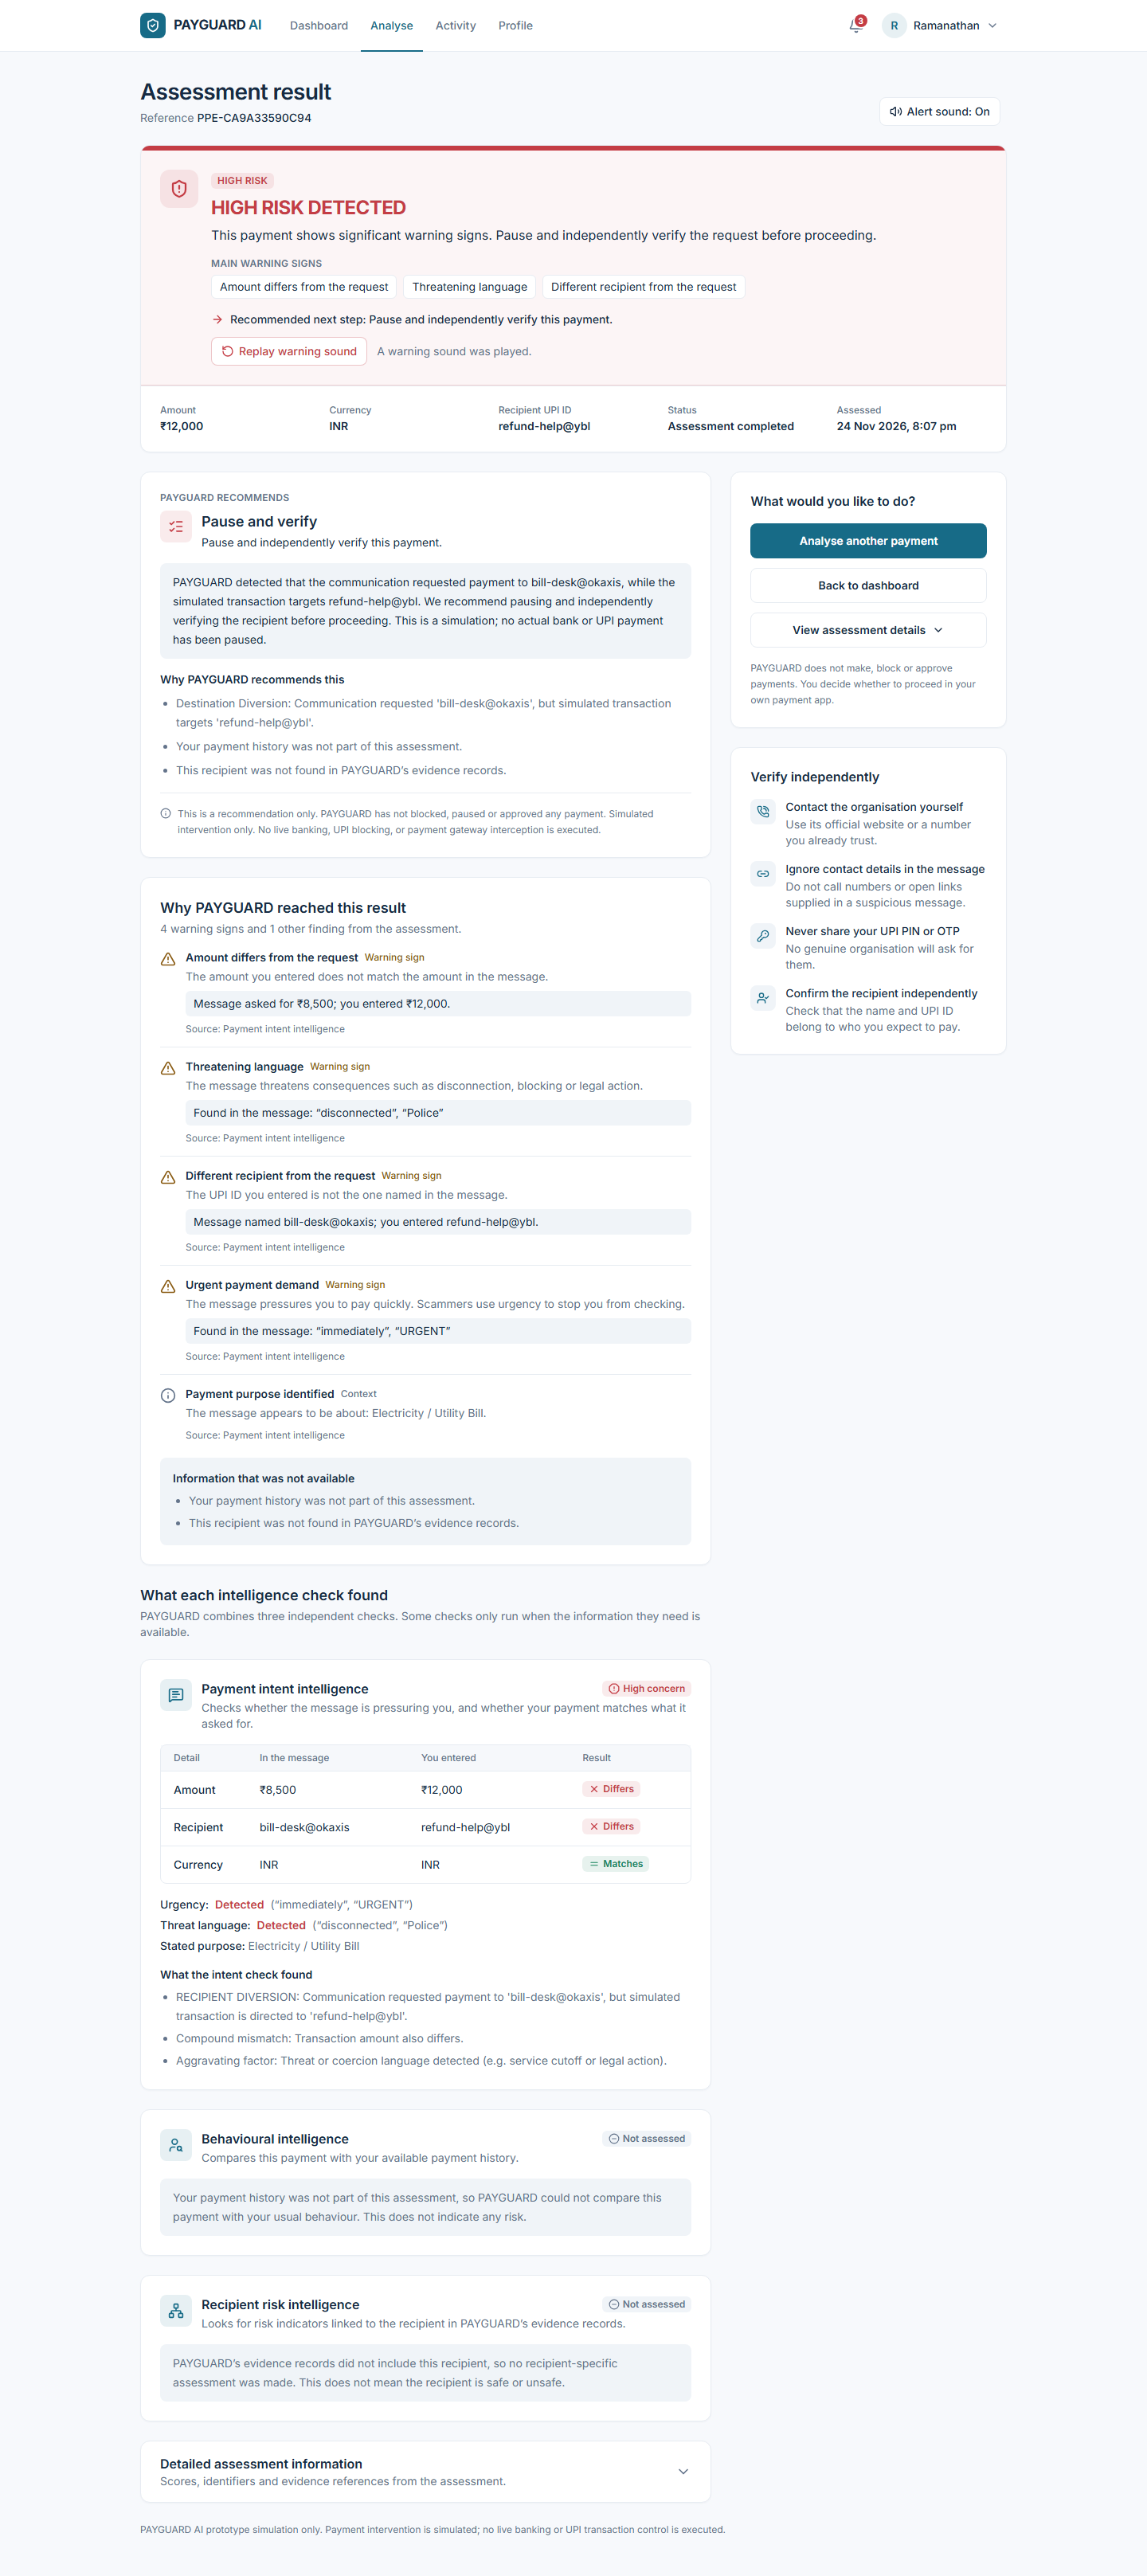 PAYGUARD AI
Dashboard
Analyse
Activity
Profile
3
R
Ramanathan
Assessment result
Reference PPE-CA9A33590C94
Alert sound: On
HIGH RISK
HIGH RISK DETECTED
This payment shows significant warning signs. Pause and independently verify the request before proceeding.
MAIN WARNING SIGNS
Amount differs from the request
Threatening language
Different recipient from the request
Recommended next step: Pause and independently verify this payment.
Replay warning sound
A warning sound was played.
Amount
₹12,000
Currency
INR
Recipient UPI ID
refund-help@ybl
Status
Assessment completed
Assessed
24 Nov 2026, 8:07 pm
PAYGUARD RECOMMENDS
Pause and verify
Pause and independently verify this payment.
PAYGUARD detected that the communication requested payment to bill-desk@okaxis, while the
simulated transaction targets refund-help@ybl. We recommend pausing and independently
verifying the recipient before proceeding. This is a simulation; no actual bank or UPI payment
has been paused.
Why PAYGUARD recommends this
• Destination Diversion: Communication requested 'bill-desk@okaxis', but simulated transaction
targets 'refund-help@ybl'.
• Your payment history was not part of this assessment.
• This recipient was not found in PAYGUARD's evidence records.
This is a recommendation only. PAYGUARD has not blocked, paused or approved any payment. Simulated
intervention only. No live banking, UPI blocking, or payment gateway interception is executed.
What would you like to do?
Analyse another payment
Back to dashboard
View assessment details
PAYGUARD does not make, block or approve
payments. You decide whether to proceed in your
own payment app.
Verify independently
Contact the organisation yourself
Use its official website or a number
you already trust.
Ignore contact details in the message
Do not call numbers or open links
supplied in a suspicious message.
Never share your UPI PIN or OTP
No genuine organisation will ask for
them.
Confirm the recipient independently
Check that the name and UPI ID
belong to who you expect to pay.
Why PAYGUARD reached this result
4 warning signs and 1 other finding from the assessment.
Amount differs from the request Warning sign
The amount you entered does not match the amount in the message.
Message asked for ₹8,500; you entered ₹12,000.
Source: Payment intent intelligence
Threatening language Warning sign
The message threatens consequences such as disconnection, blocking or legal action.
Found in the message: “disconnected”, “Police”
Source: Payment intent intelligence
Different recipient from the request Warning sign
The UPI ID you entered is not the one named in the message.
Message named bill-desk@okaxis; you entered refund-help@ybl.
Source: Payment intent intelligence
Urgent payment demand Warning sign
The message pressures you to pay quickly. Scammers use urgency to stop you from checking.
Found in the message: “immediately”, “URGENT”
Source: Payment intent intelligence
Payment purpose identified Context
The message appears to be about: Electricity / Utility Bill.
Source: Payment intent intelligence
Information that was not available
• Your payment history was not part of this assessment.
• This recipient was not found in PAYGUARD's evidence records.
What each intelligence check found
PAYGUARD combines three independent checks. Some checks only run when the information they need is
available.
Payment intent intelligence
High concern
Checks whether the message is pressuring you, and whether your payment matches what it
asked for.
Detail In the message You entered Result
Amount ₹8,500 ₹12,000 Differs
Recipient bill-desk@okaxis refund-help@ybl Differs
Currency INR INR Matches
Urgency: Detected (“immediately”, “URGENT”)
Threat language: Detected (“disconnected”, “Police”)
Stated purpose: Electricity / Utility Bill
What the intent check found
• RECIPIENT DIVERSION: Communication requested payment to 'bill-desk@okaxis', but simulated
transaction is directed to 'refund-help@ybl'.
• Compound mismatch: Transaction amount also differs.
• Aggravating factor: Threat or coercion language detected (e.g. service cutoff or legal action).
Behavioural intelligence
Not assessed
Compares this payment with your available payment history.
Your payment history was not part of this assessment, so PAYGUARD could not compare this
payment with your usual behaviour. This does not indicate any risk.
Recipient risk intelligence
Not assessed
Looks for risk indicators linked to the recipient in PAYGUARD's evidence records.
PAYGUARD's evidence records did not include this recipient, so no recipient-specific
assessment was made. This does not mean the recipient is safe or unsafe.
Detailed assessment information
Scores, identifiers and evidence references from the assessment.
PAYGUARD AI prototype simulation only. Payment intervention is simulated; no live banking or UPI transaction control is executed.